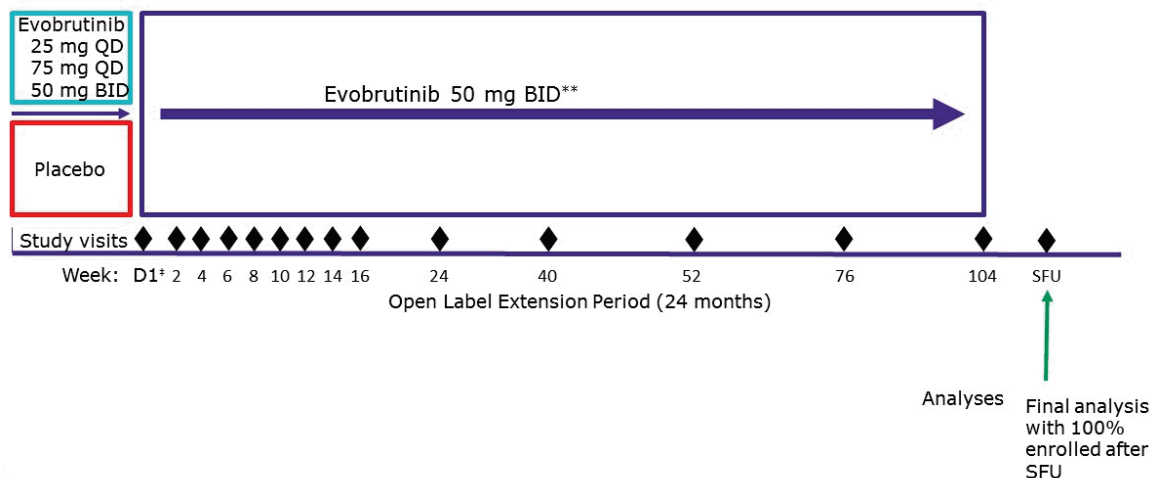 Evobrutinib
25 mg QD
75 mg QD
50 mg BID
Evobrutinib 50 mg BID**
Placebo
Study visits
Week: D1‡ 2 4 6 8 10 12 14 16 24 40 52 76 104 SFU
Open Label Extension Period (24 months)
Analyses
Final analysis
with 100%
enrolled after
SFU